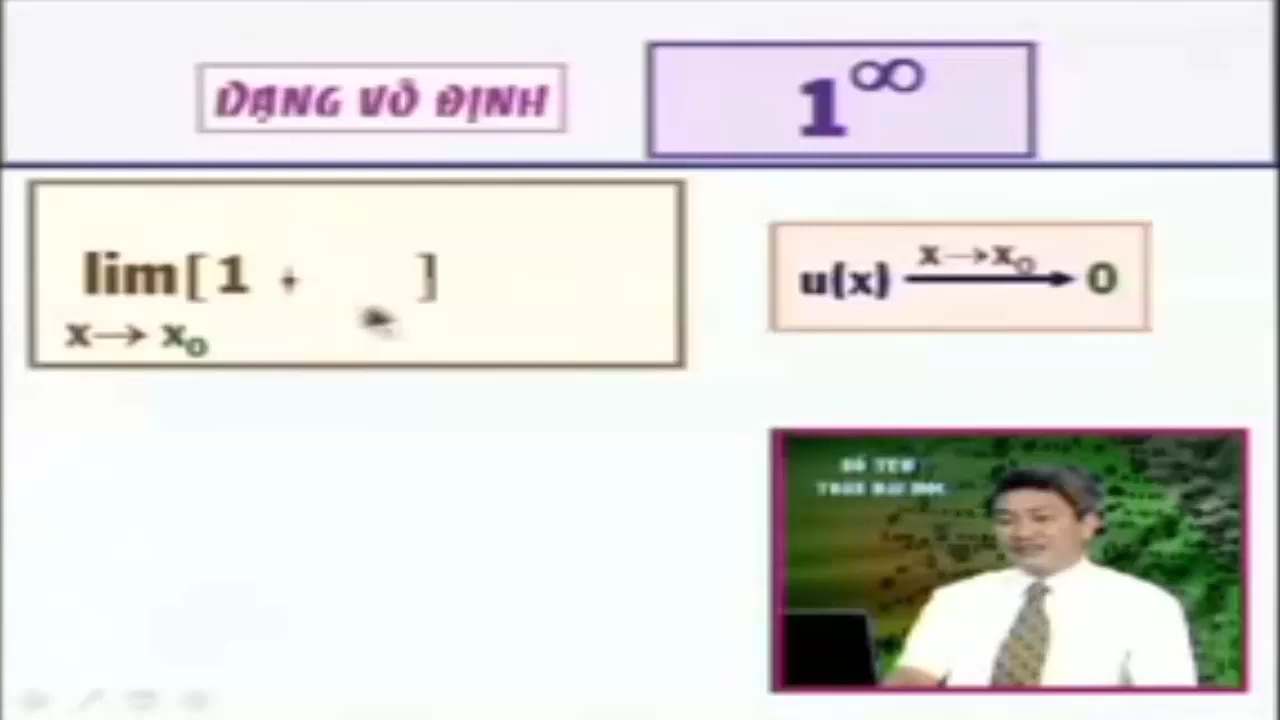 DẠNG VÔ ĐỊNH
1^∞
lim[ 1 + ]
x→ x₀
x→x₀
u(x) → 0